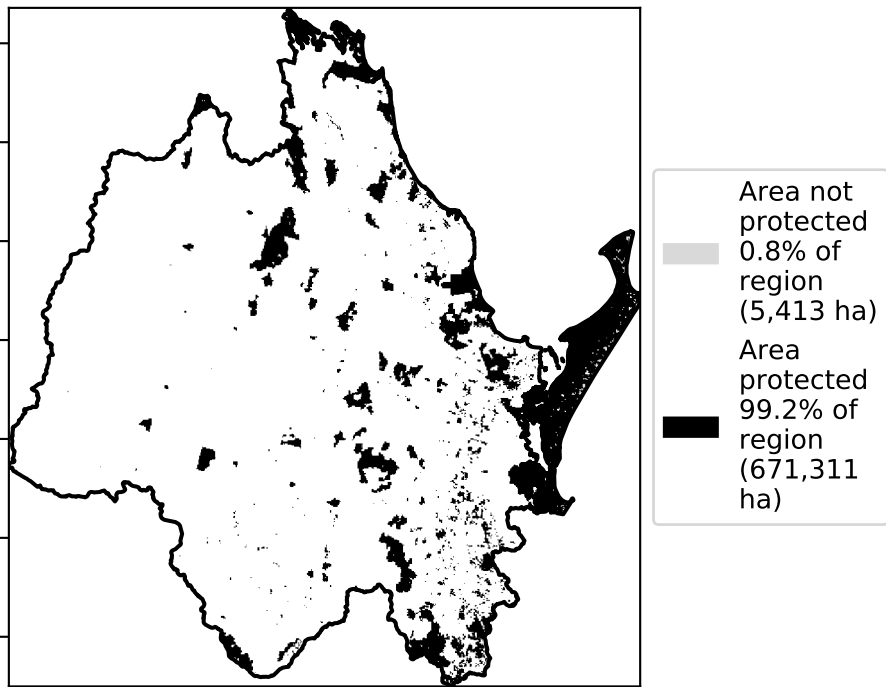 Area not
protected
0.8% of
region
(5,413 ha)
Area
protected
99.2% of
region
(671,311
ha)